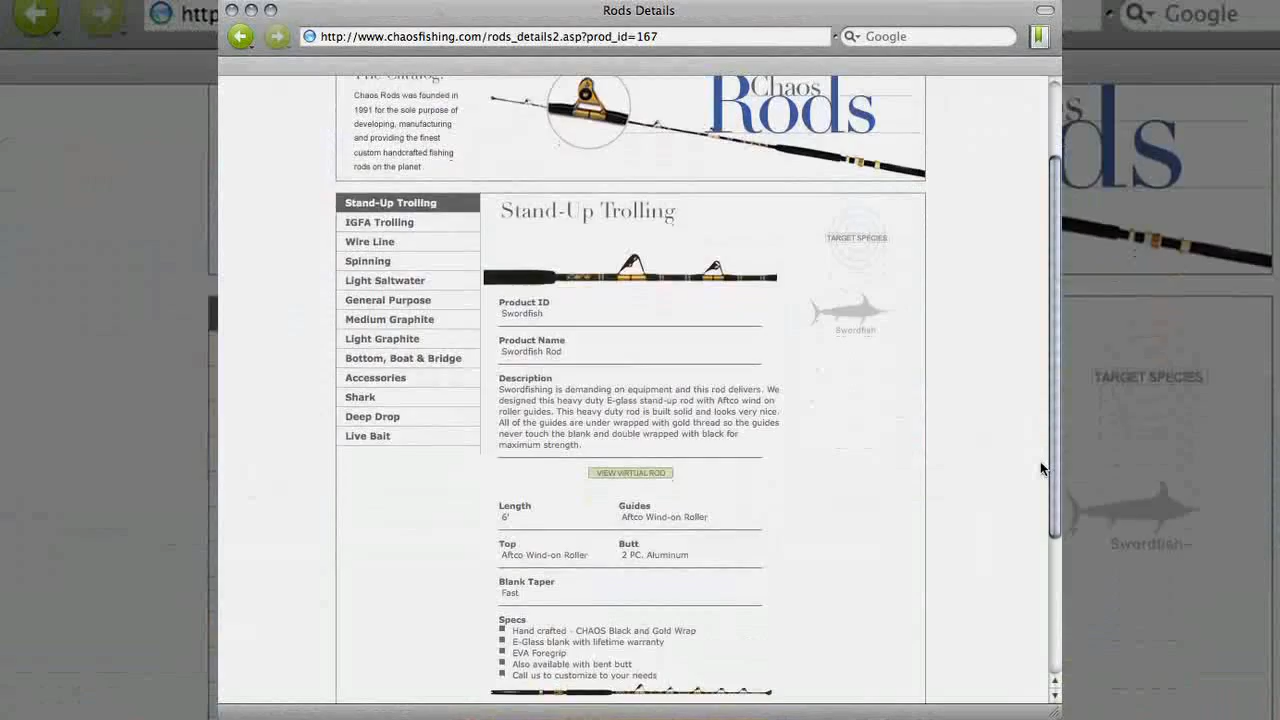 Rods Details
http://www.chaosfishing.com/rods_details2.asp?prod_id=167
Google
http
Google
The Catalog:
Chaos Rods was founded in
1991 for the sole purpose of
developing, manufacturing
and providing the finest
custom handcrafted fishing
rods on the planet
Chaos
Rods
ds
Stand-Up Trolling
IGFA Trolling
Wire Line
Spinning
Light Saltwater
General Purpose
Medium Graphite
Light Graphite
Bottom, Boat & Bridge
Accessories
Shark
Deep Drop
Live Bait
Stand-Up Trolling
TARGET SPECIES
Swordfish
TARGET SPECIES
Swordfish
Product ID
Swordfish
Product Name
Swordfish Rod
Description
Swordfishing is demanding on equipment and this rod delivers. We
designed this heavy duty E-glass stand-up rod with Aftco wind on
roller guides. This heavy duty rod is built solid and looks very nice.
All of the guides are under wrapped with gold thread so the guides
never touch the blank and double wrapped with black for
maximum strength.
VIEW VIRTUAL ROD
Length
6'
Guides
Aftco Wind-on Roller
Top
Aftco Wind-on Roller
Butt
2 PC. Aluminum
Blank Taper
Fast
Specs
Hand crafted - CHAOS Black and Gold Wrap
E-Glass blank with lifetime warranty
EVA Foregrip
Also available with bent butt
Call us to customize to your needs